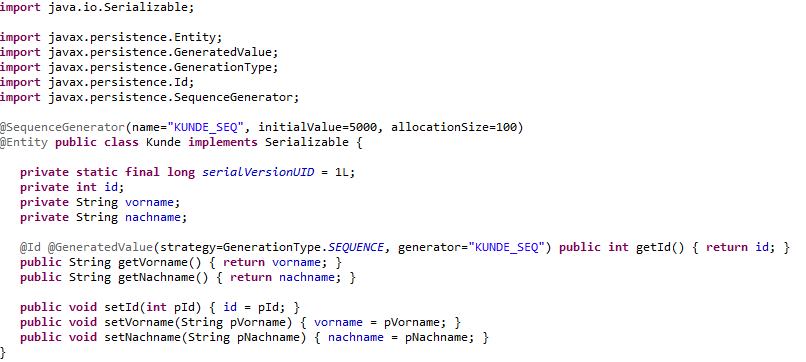 import java.io.Serializable;
import javax.persistence.Entity;
import javax.persistence.GeneratedValue;
import javax.persistence.GenerationType;
import javax.persistence.Id;
import javax.persistence.SequenceGenerator;
@SequenceGenerator(name="KUNDE_SEQ", initialValue=5000, allocationSize=100)
@Entity public class Kunde implements Serializable {
private static final long serialVersionUID = 1L;
private int id;
private String vorname;
private String nachname;
@Id @GeneratedValue(strategy=GenerationType.SEQUENCE, generator="KUNDE_SEQ") public int getId() { return id; }
public String getVorname() { return vorname; }
public String getNachname() { return nachname; }
public void setId(int pId) { id = pId; }
public void setVorname(String pVorname) { vorname = pVorname; }
public void setNachname(String pNachname) { nachname = pNachname; }
}